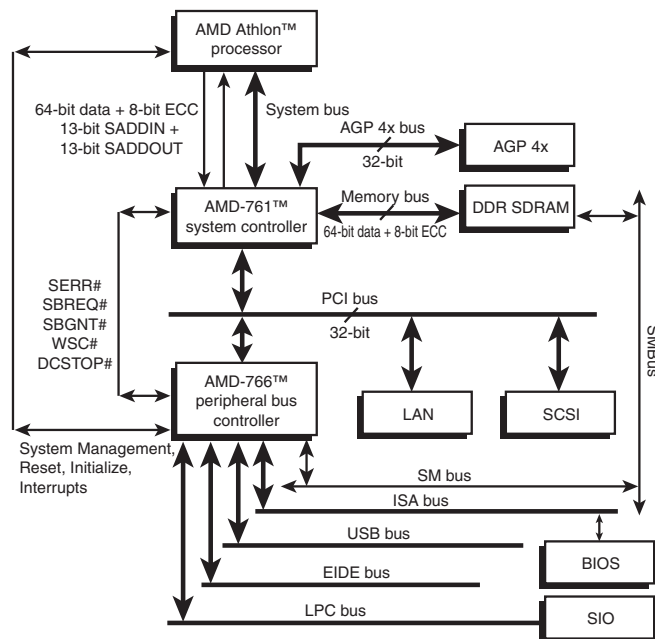 AMD Athlon™
processor
64-bit data + 8-bit ECC
13-bit SADDIN +
13-bit SADDOUT
System bus
AGP 4x bus
32-bit
AGP 4x
AMD-761™
system controller
Memory bus
64-bit data + 8-bit ECC
DDR SDRAM
SERR#
SBREQ#
SBGNT#
WSC#
DCSTOP#
PCI bus
32-bit
SMBus
AMD-766™
peripheral bus
controller
LAN
SCSI
System Management,
Reset, Initialize,
Interrupts
SM bus
ISA bus
USB bus
BIOS
EIDE bus
LPC bus
SIO